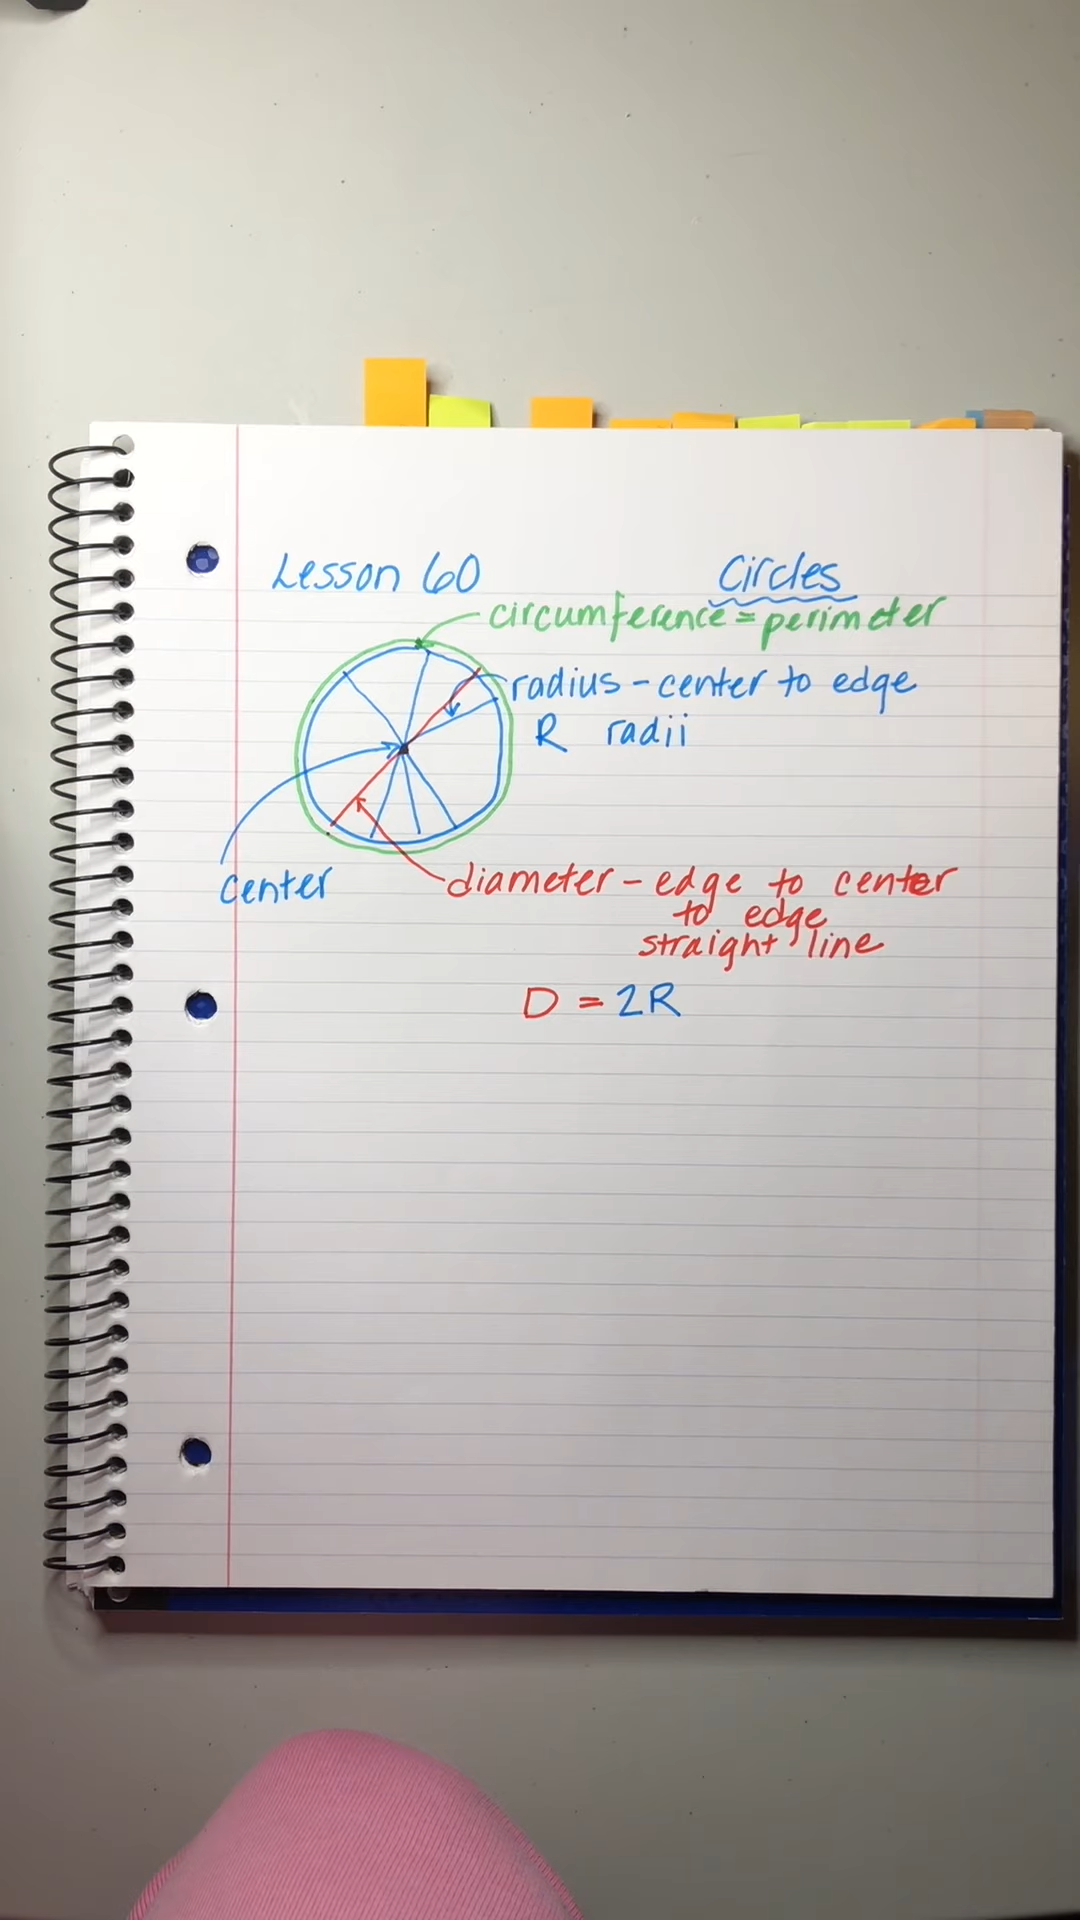 Lesson 60 Circles
circumference = perimeter
radius - center to edge
R radii
center
diameter - edge to center
to edge
straight line
D = 2R